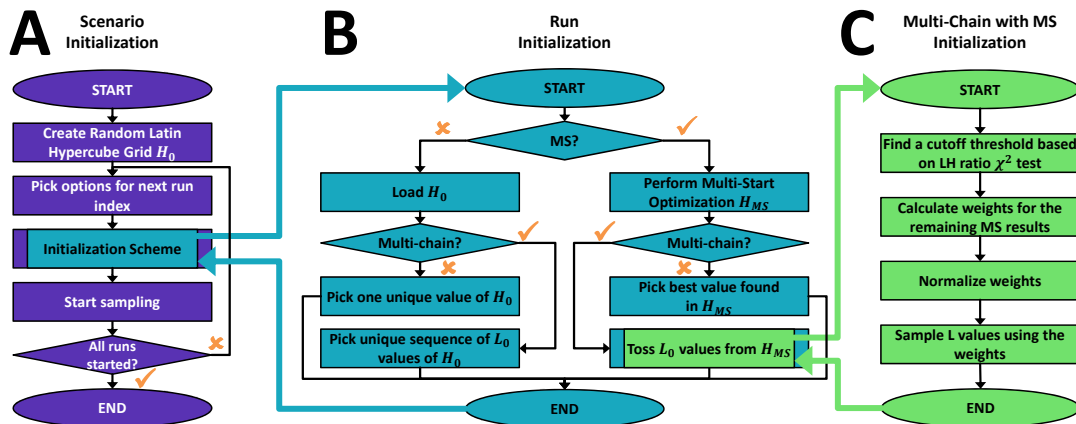 A
Scenario
Initialization
START
Create Random Latin
Hypercube Grid H₀
Pick options for next run
index
Initialization Scheme
Start sampling
All runs
started?
END
B
Run
Initialization
START
MS?
Load H₀
Multi-chain?
Pick one unique value of H₀
Pick unique sequence of L₀
values of H₀
Perform Multi-Start
Optimization H_MS
Multi-chain?
Pick best value found
in H_MS
Toss L₀ values from H_MS
END
C
Multi-Chain with MS
Initialization
START
Find a cutoff threshold based
on LH ratio χ² test
Calculate weights for the
remaining MS results
Normalize weights
Sample L values using the
weights
END